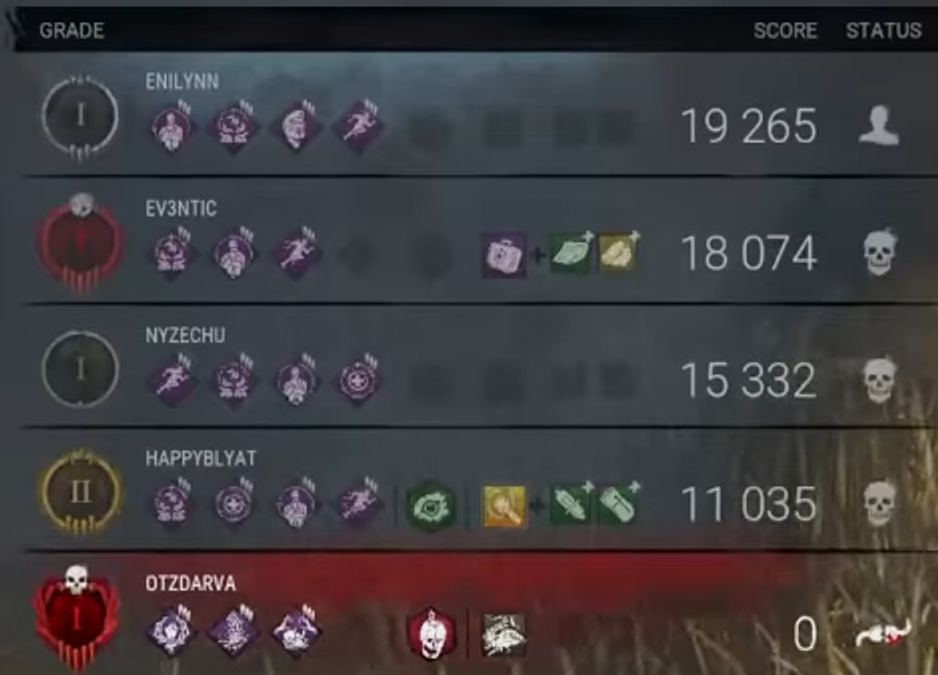 GRADE SCORE STATUS
ENILYNN
I 19 265
EV3NTIC
18 074
NYZECHU
I 15 332
HAPPYBLYAT
II 11 035
OTZDARVA
I 0